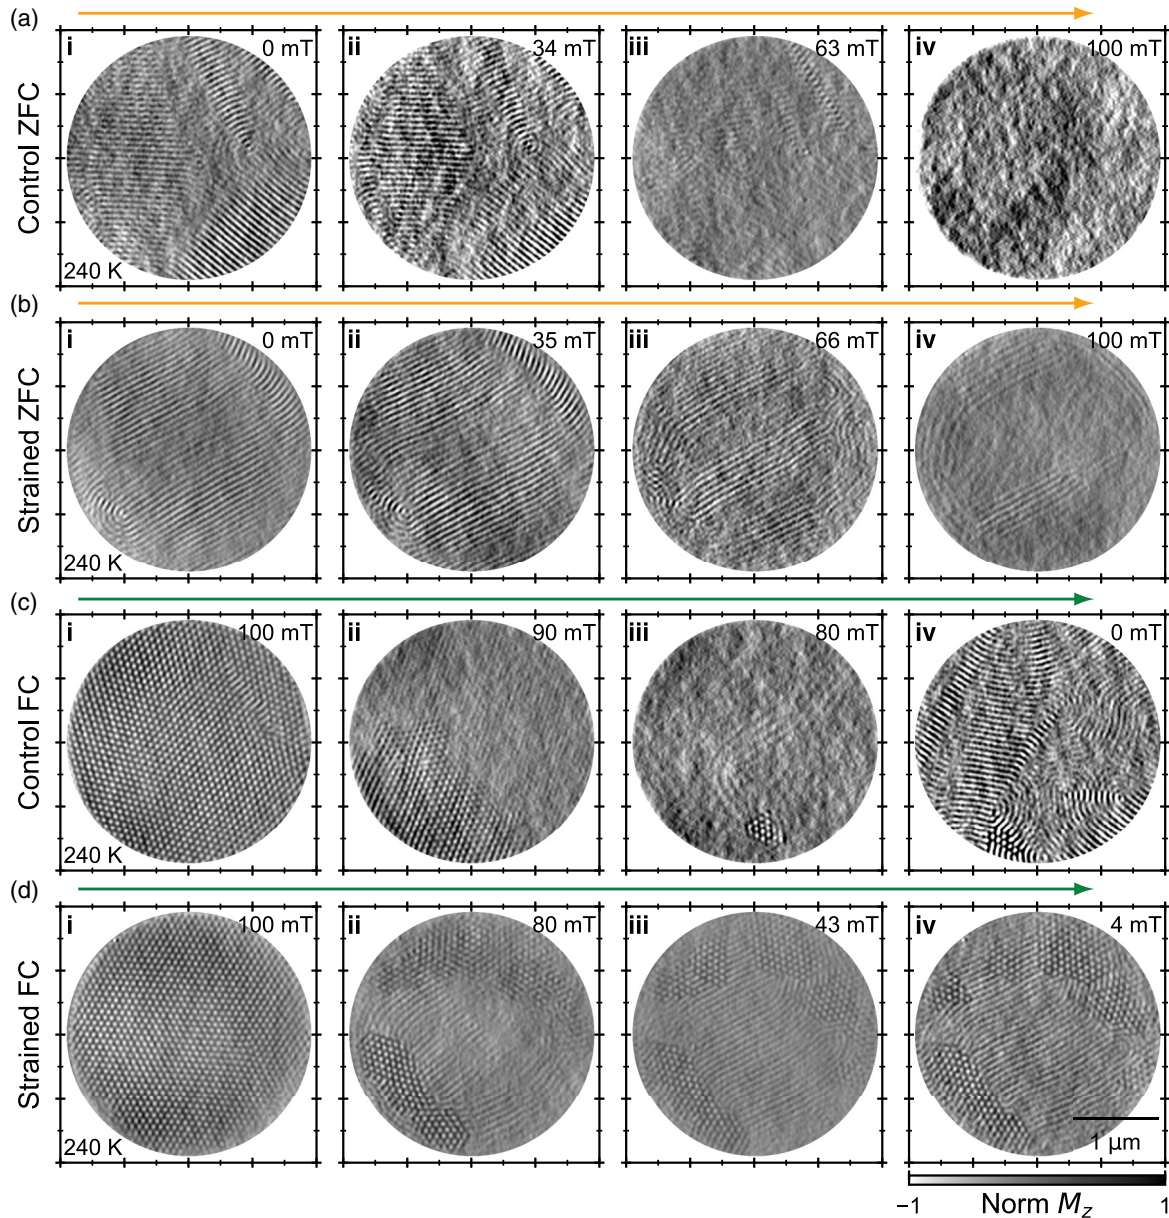 (a)
Control ZFC
i
0 mT
240 K
ii
34 mT
iii
63 mT
iv
100 mT
(b)
Strained ZFC
i
0 mT
240 K
ii
35 mT
iii
66 mT
iv
100 mT
(c)
Control FC
i
100 mT
240 K
ii
90 mT
iii
80 mT
iv
0 mT
(d)
Strained FC
i
100 mT
240 K
ii
80 mT
iii
43 mT
iv
4 mT
1 μm
−1 Norm Mz 1